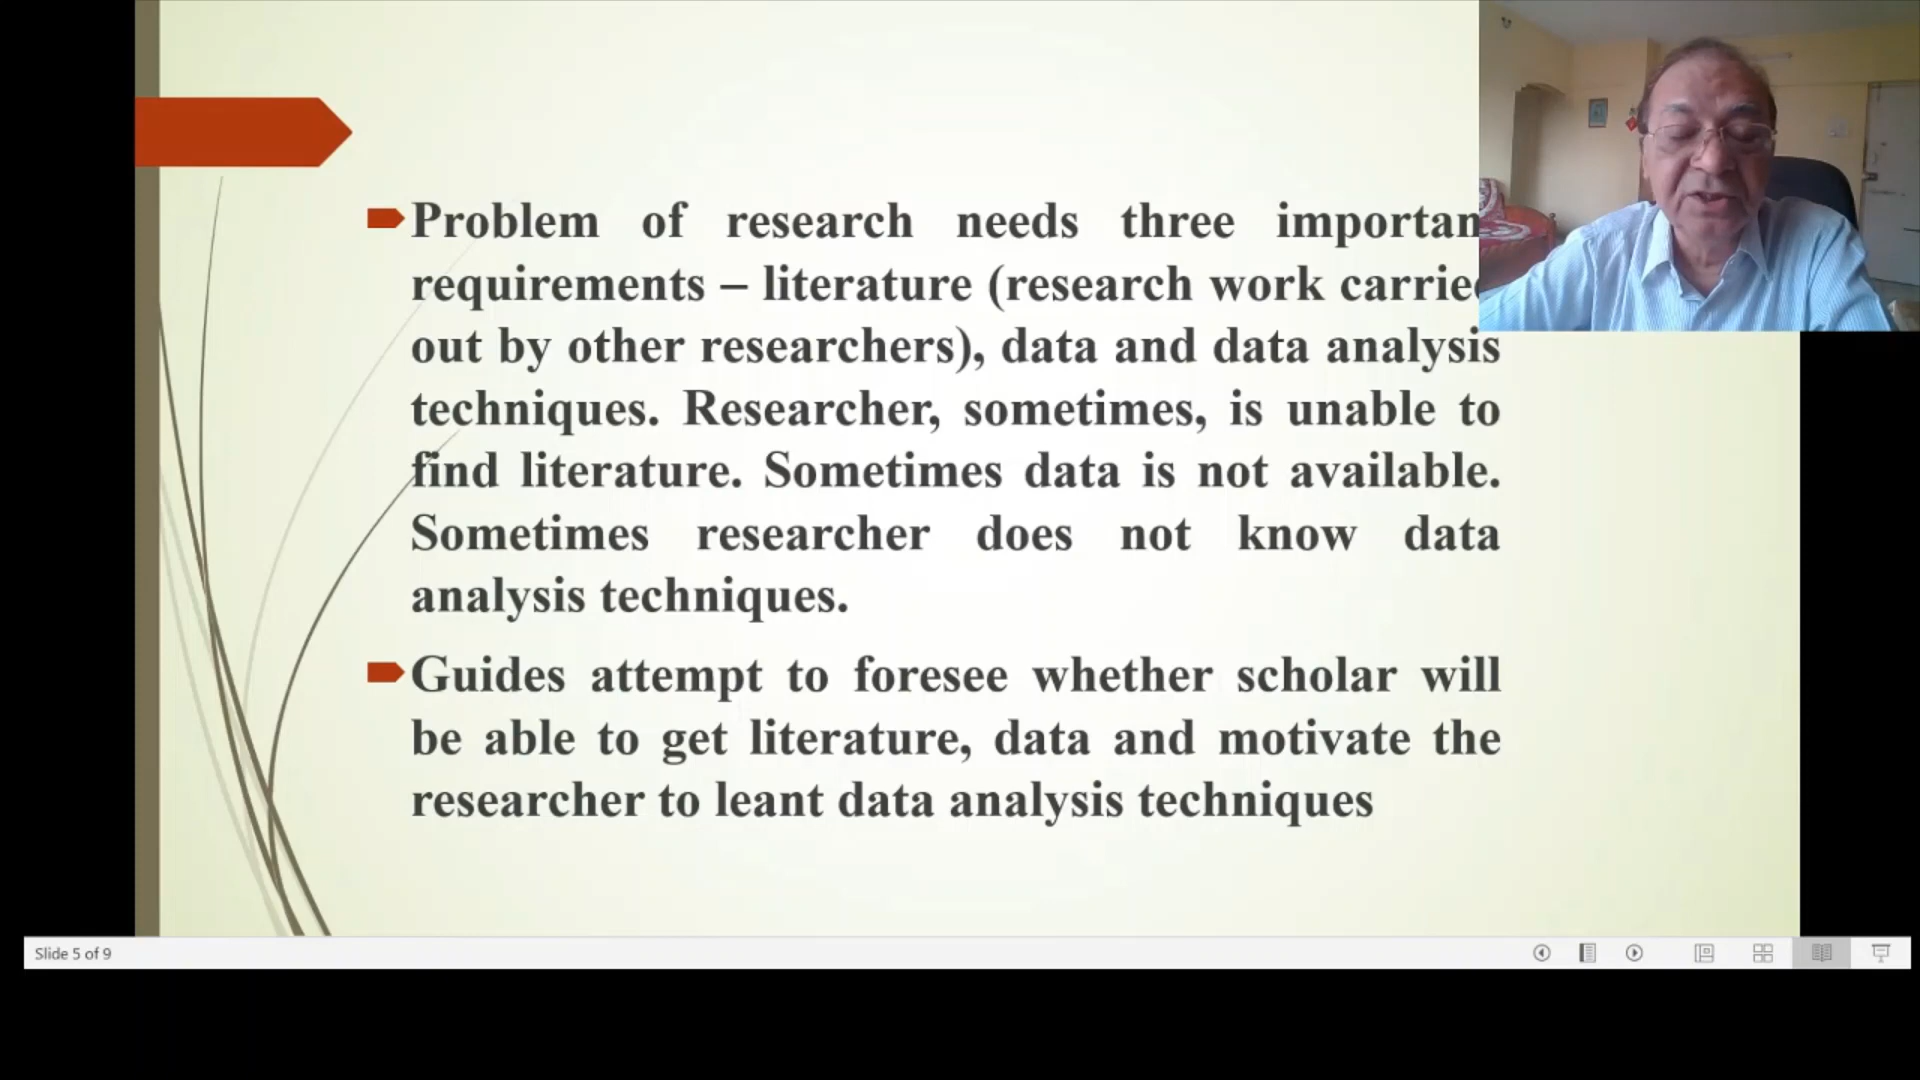 Problem of research needs three importan
requirements – literature (research work carried
out by other researchers), data and data analysis
techniques. Researcher, sometimes, is unable to
find literature. Sometimes data is not available.
Sometimes researcher does not know data
analysis techniques.
Guides attempt to foresee whether scholar will
be able to get literature, data and motivate the
researcher to leant data analysis techniques
Slide 5 of 9